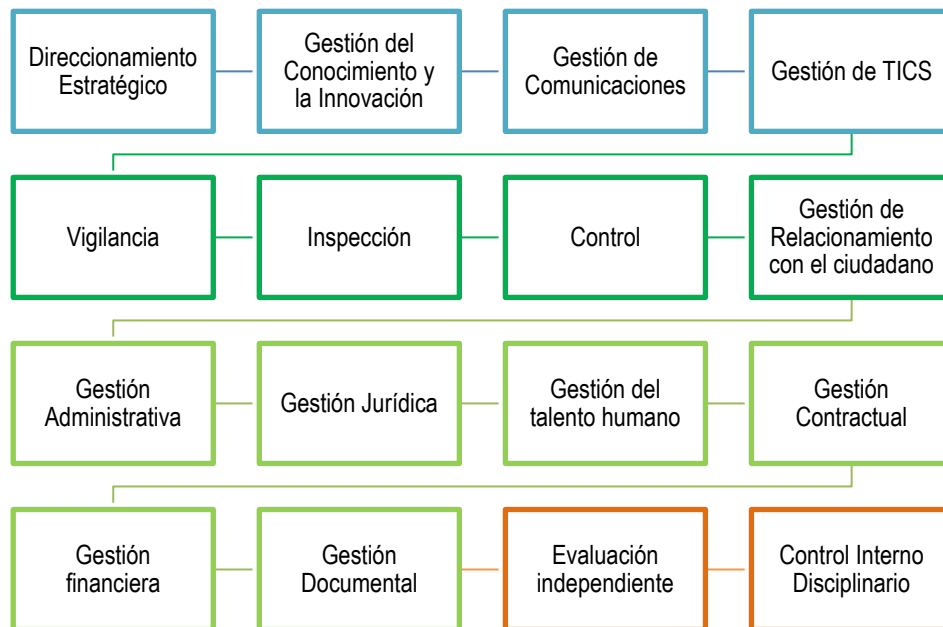 Direccionamiento
Estratégico
Gestión del
Conocimiento y
la Innovación
Gestión de
Comunicaciones
Gestión de TICS
Vigilancia
Inspección
Control
Gestión de
Relacionamiento
con el ciudadano
Gestión
Administrativa
Gestión Jurídica
Gestión del
talento humano
Gestión
Contractual
Gestión
financiera
Gestión
Documental
Evaluación
independiente
Control Interno
Disciplinario